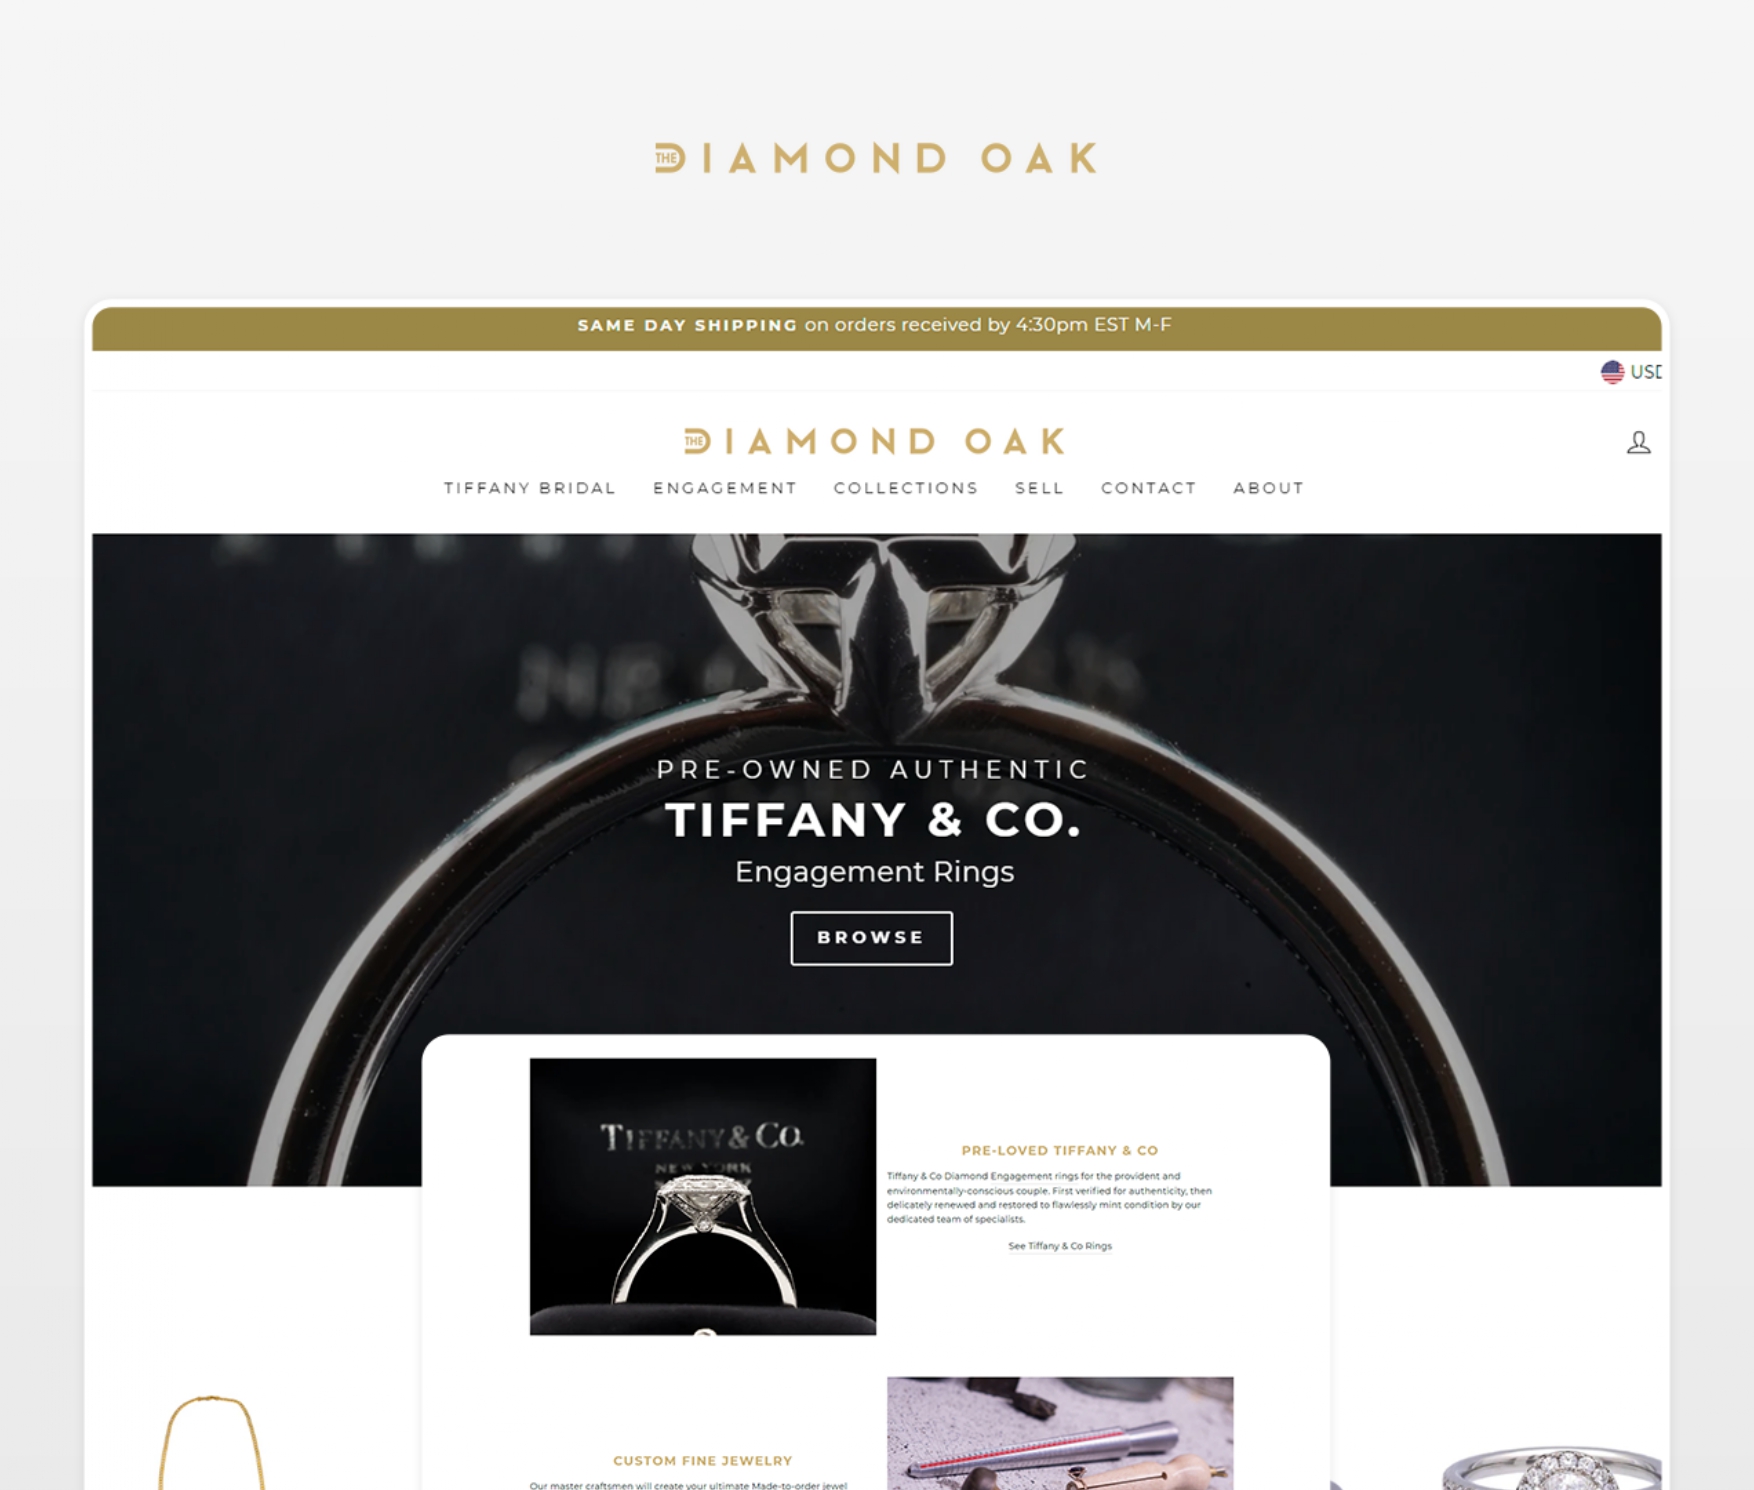 THE DIAMOND OAK
SAME DAY SHIPPING on orders received by 4:30pm EST M-F
USD
THE DIAMOND OAK
TIFFANY BRIDAL ENGAGEMENT COLLECTIONS SELL CONTACT ABOUT
PRE-OWNED AUTHENTIC
TIFFANY & CO.
Engagement Rings
BROWSE
TIFFANY & CO.
NEW YORK
PRE-LOVED TIFFANY & CO
Tiffany & Co Diamond Engagement rings for the provident and
environmentally-conscious couple. First verified for authenticity, then
delicately renewed and restored to flawlessly mint condition by our
dedicated team of specialists.
See Tiffany & Co Rings
CUSTOM FINE JEWELRY
Our master craftsmen will create your ultimate Made-to-order jewel